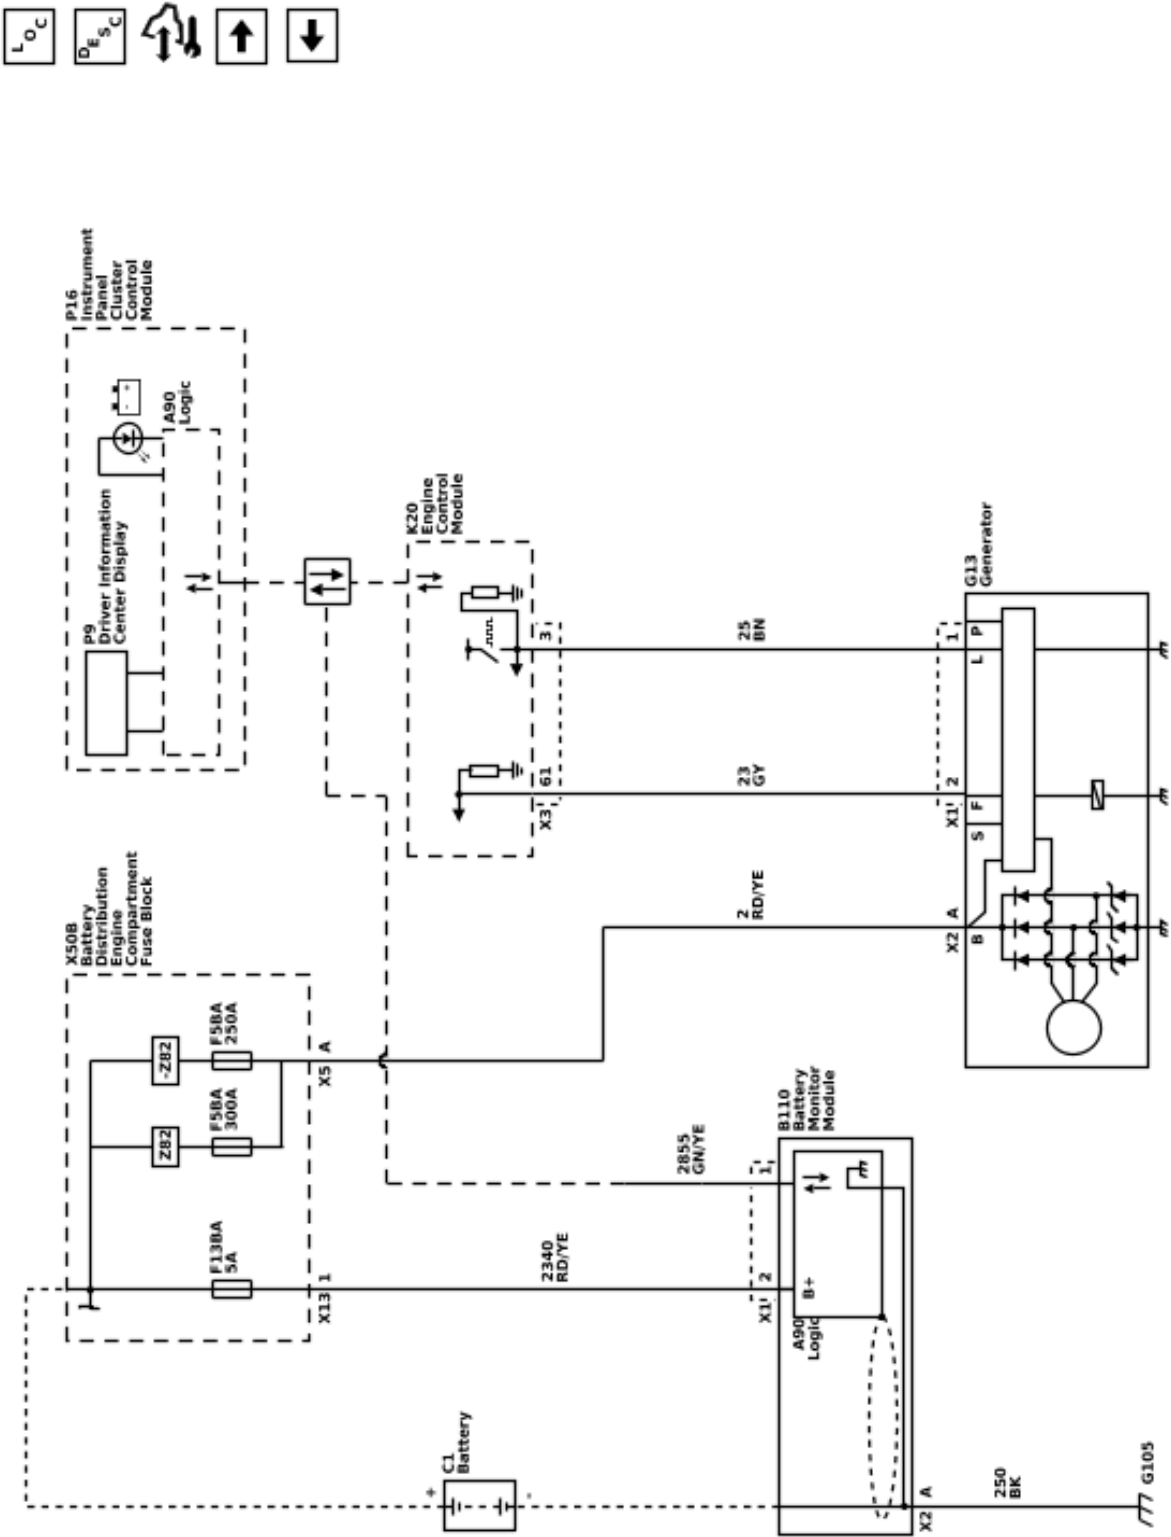 LOC
DESC
P16
Instrument
Panel
Cluster
Control
Module
P9
Driver Information
Center Display
A90
Logic
- +
K20
Engine
Control
Module
X3
61
3
X50B
Battery
Distribution
Engine
Compartment
Fuse Block
Z82
-Z82
F13BA
5A
F5BA
300A
F5BA
250A
X13
1
X5
A
2340
RD/YE
2855
GN/YE
2
RD/YE
23
GY
25
BN
C1
Battery
+
-
B110
Battery
Monitor
Module
X1
2
1
B+
A90
Logic
X2
A
250
BK
G105
G13
Generator
X2
A
X1
2
1
B
S
F
L
P